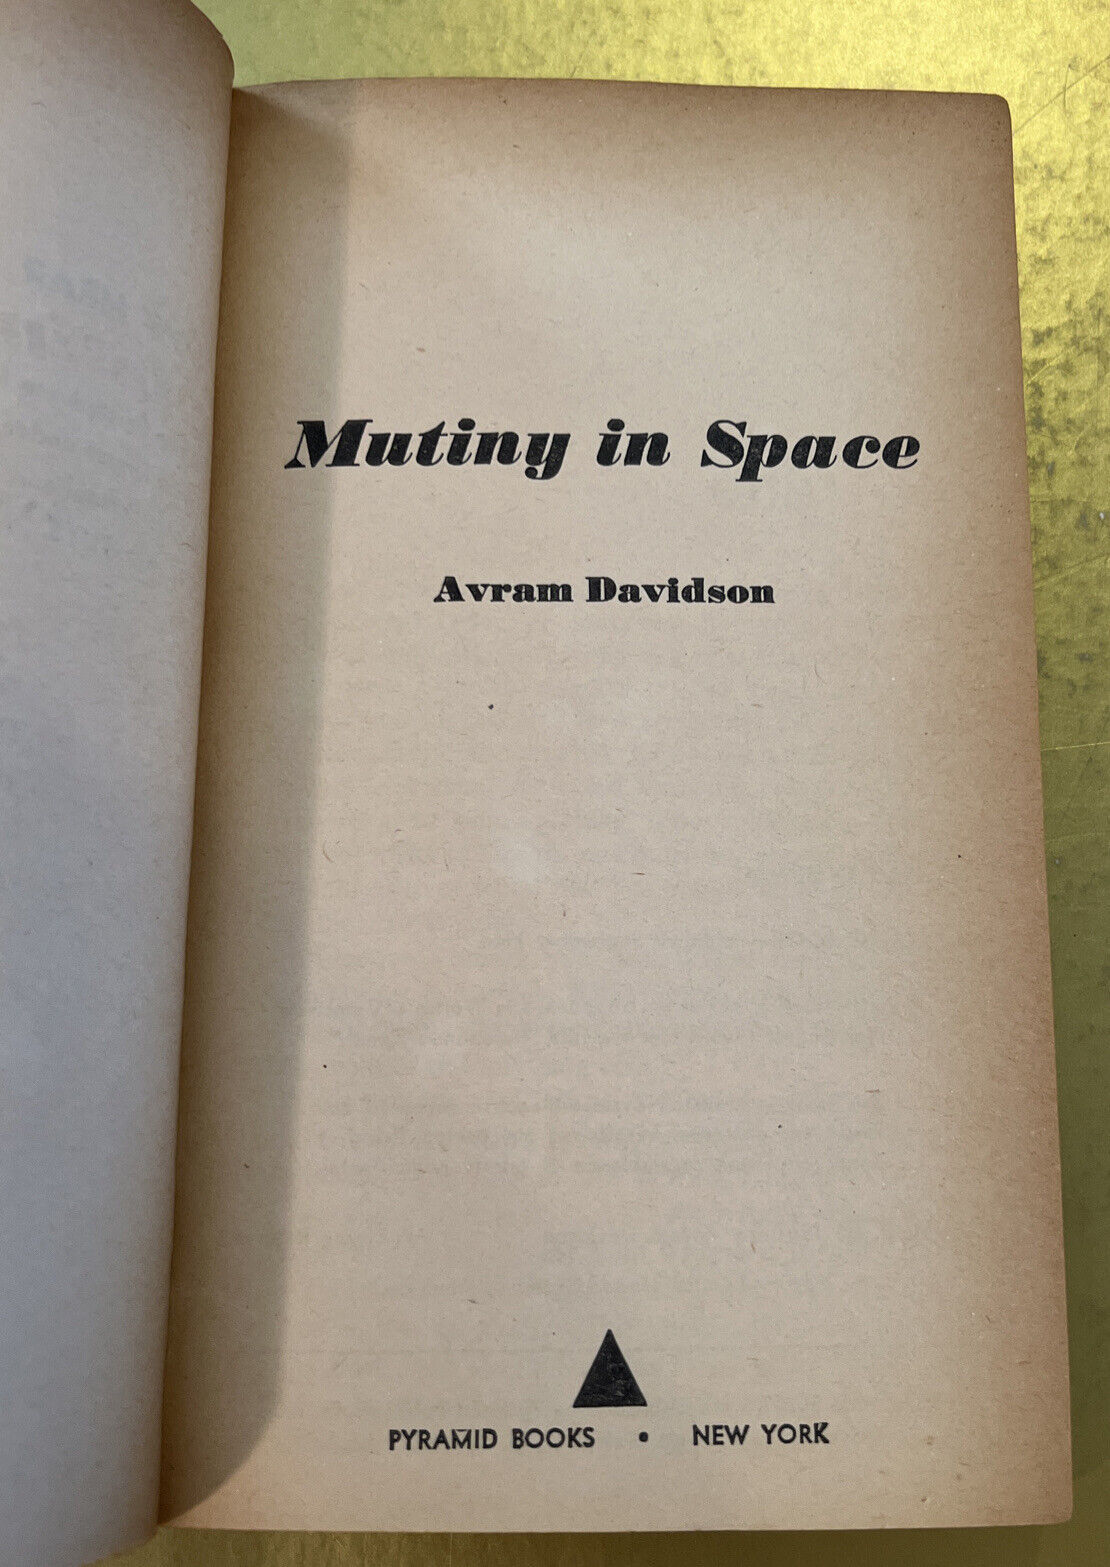 Mutiny in Space
Avram Davidson
PYRAMID BOOKS • NEW YORK